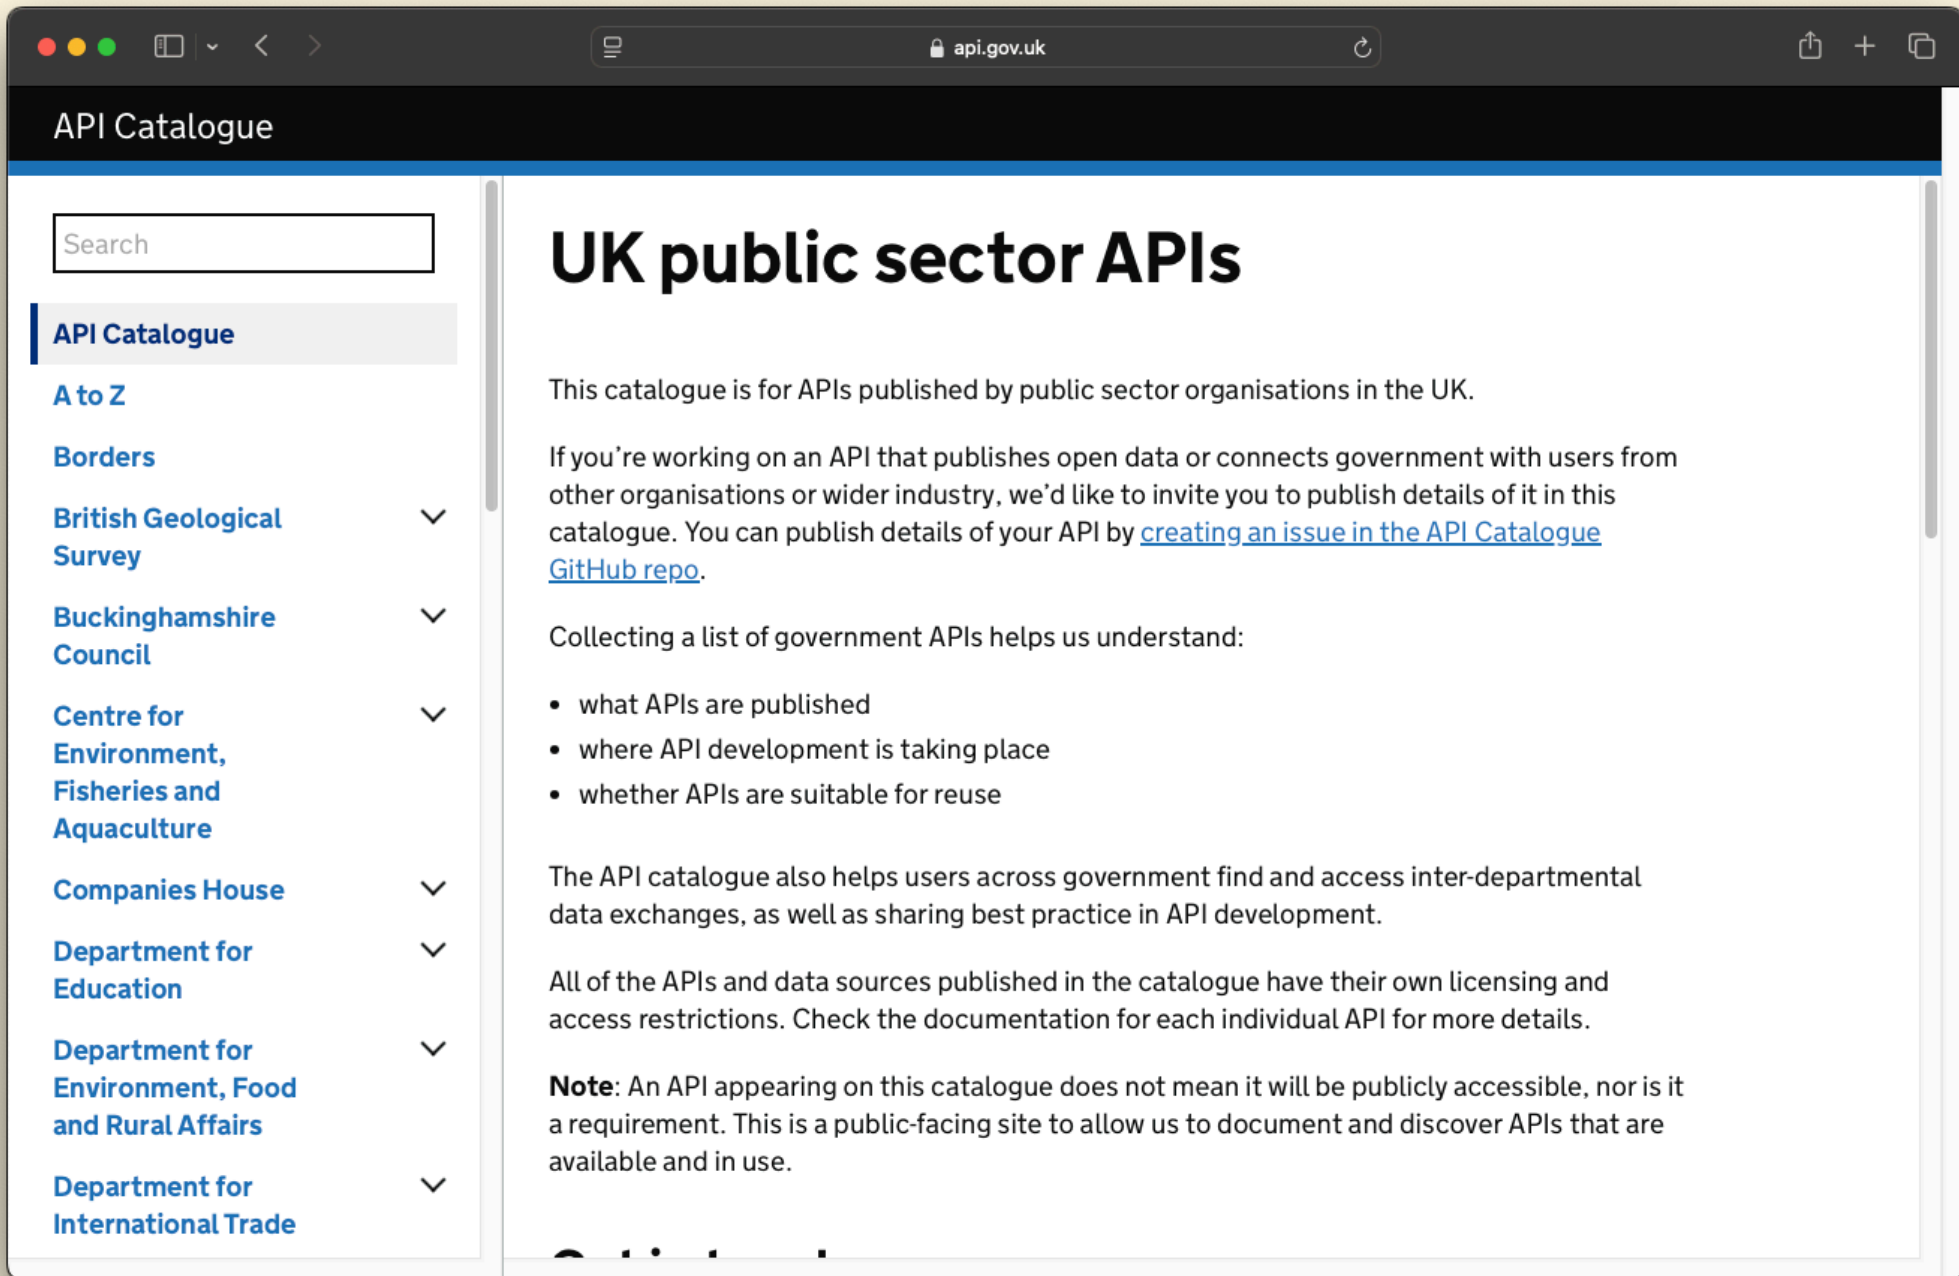 api.gov.uk
API Catalogue
Search
API Catalogue
A to Z
Borders
British Geological
Survey
Buckinghamshire
Council
Centre for
Environment,
Fisheries and
Aquaculture
Companies House
Department for
Education
Department for
Environment, Food
and Rural Affairs
Department for
International Trade
UK public sector APIs
This catalogue is for APIs published by public sector organisations in the UK.
If you’re working on an API that publishes open data or connects government with users from
other organisations or wider industry, we’d like to invite you to publish details of it in this
catalogue. You can publish details of your API by creating an issue in the API Catalogue
GitHub repo.
Collecting a list of government APIs helps us understand:
• what APIs are published
• where API development is taking place
• whether APIs are suitable for reuse
The API catalogue also helps users across government find and access inter-departmental
data exchanges, as well as sharing best practice in API development.
All of the APIs and data sources published in the catalogue have their own licensing and
access restrictions. Check the documentation for each individual API for more details.
Note: An API appearing on this catalogue does not mean it will be publicly accessible, nor is it
a requirement. This is a public-facing site to allow us to document and discover APIs that are
available and in use.